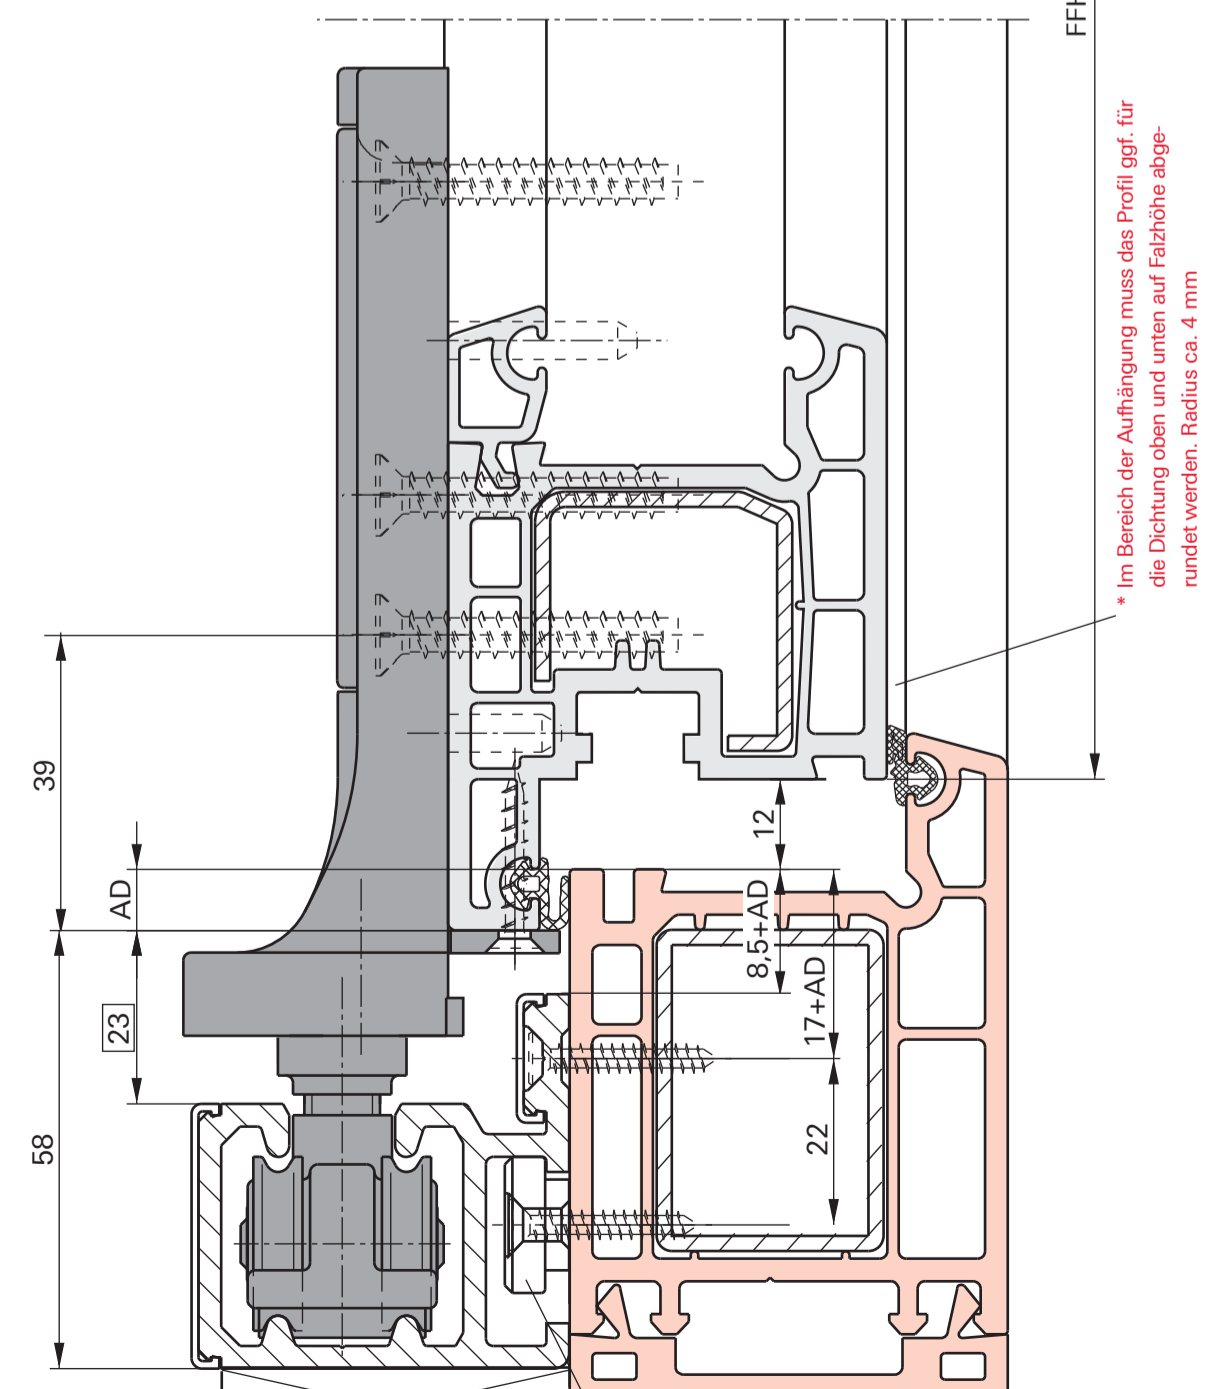 FFH
* Im Bereich der Aufhängung muss das Profil ggf. für
die Dichtung oben und unten auf Falzhöhe abge-
rundet werden. Radius ca. 4 mm
39
AD
12
8,5+AD
17+AD
23
58
22